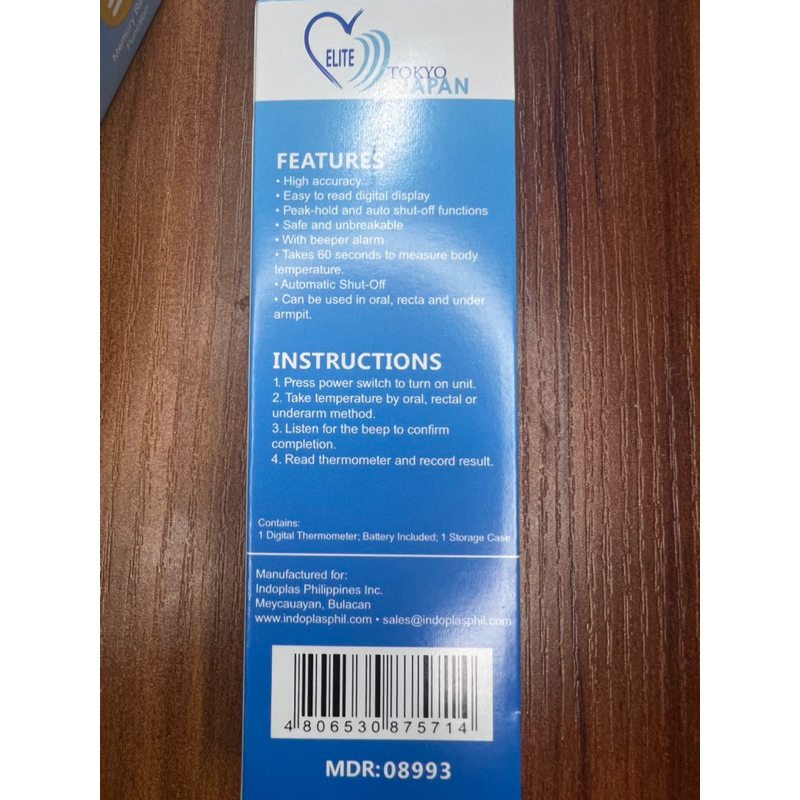 Memory
Function
ELITE
TOKYO
JAPAN
FEATURES
• High accuracy.
• Easy to read digital display
• Peak-hold and auto shut-off functions
• Safe and unbreakable
• With beeper alarm
• Takes 60 seconds to measure body
temperature.
• Automatic Shut-Off
• Can be used in oral, recta and under
armpit.
INSTRUCTIONS
1. Press power switch to turn on unit.
2. Take temperature by oral, rectal or
underarm method.
3. Listen for the beep to confirm
completion.
4. Read thermometer and record result.
Contains:
1 Digital Thermometer; Battery Included; 1 Storage Case
Manufactured for:
Indoplas Philippines Inc.
Meycauayan, Bulacan
www.indoplasphil.com • sales@indoplasphil.com
4 806530 875714
MDR:08993